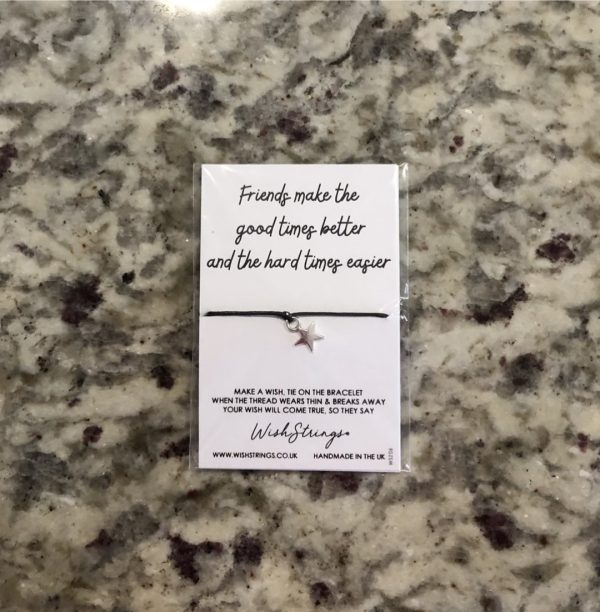 Friends make the
good times better
and the hard times easier
MAKE A WISH, TIE ON THE BRACELET
WHEN THE THREAD WEARS THIN & BREAKS AWAY
YOUR WISH WILL COME TRUE, SO THEY SAY
WishStrings®
WWW.WISHSTRINGS.CO.UK HANDMADE IN THE UK